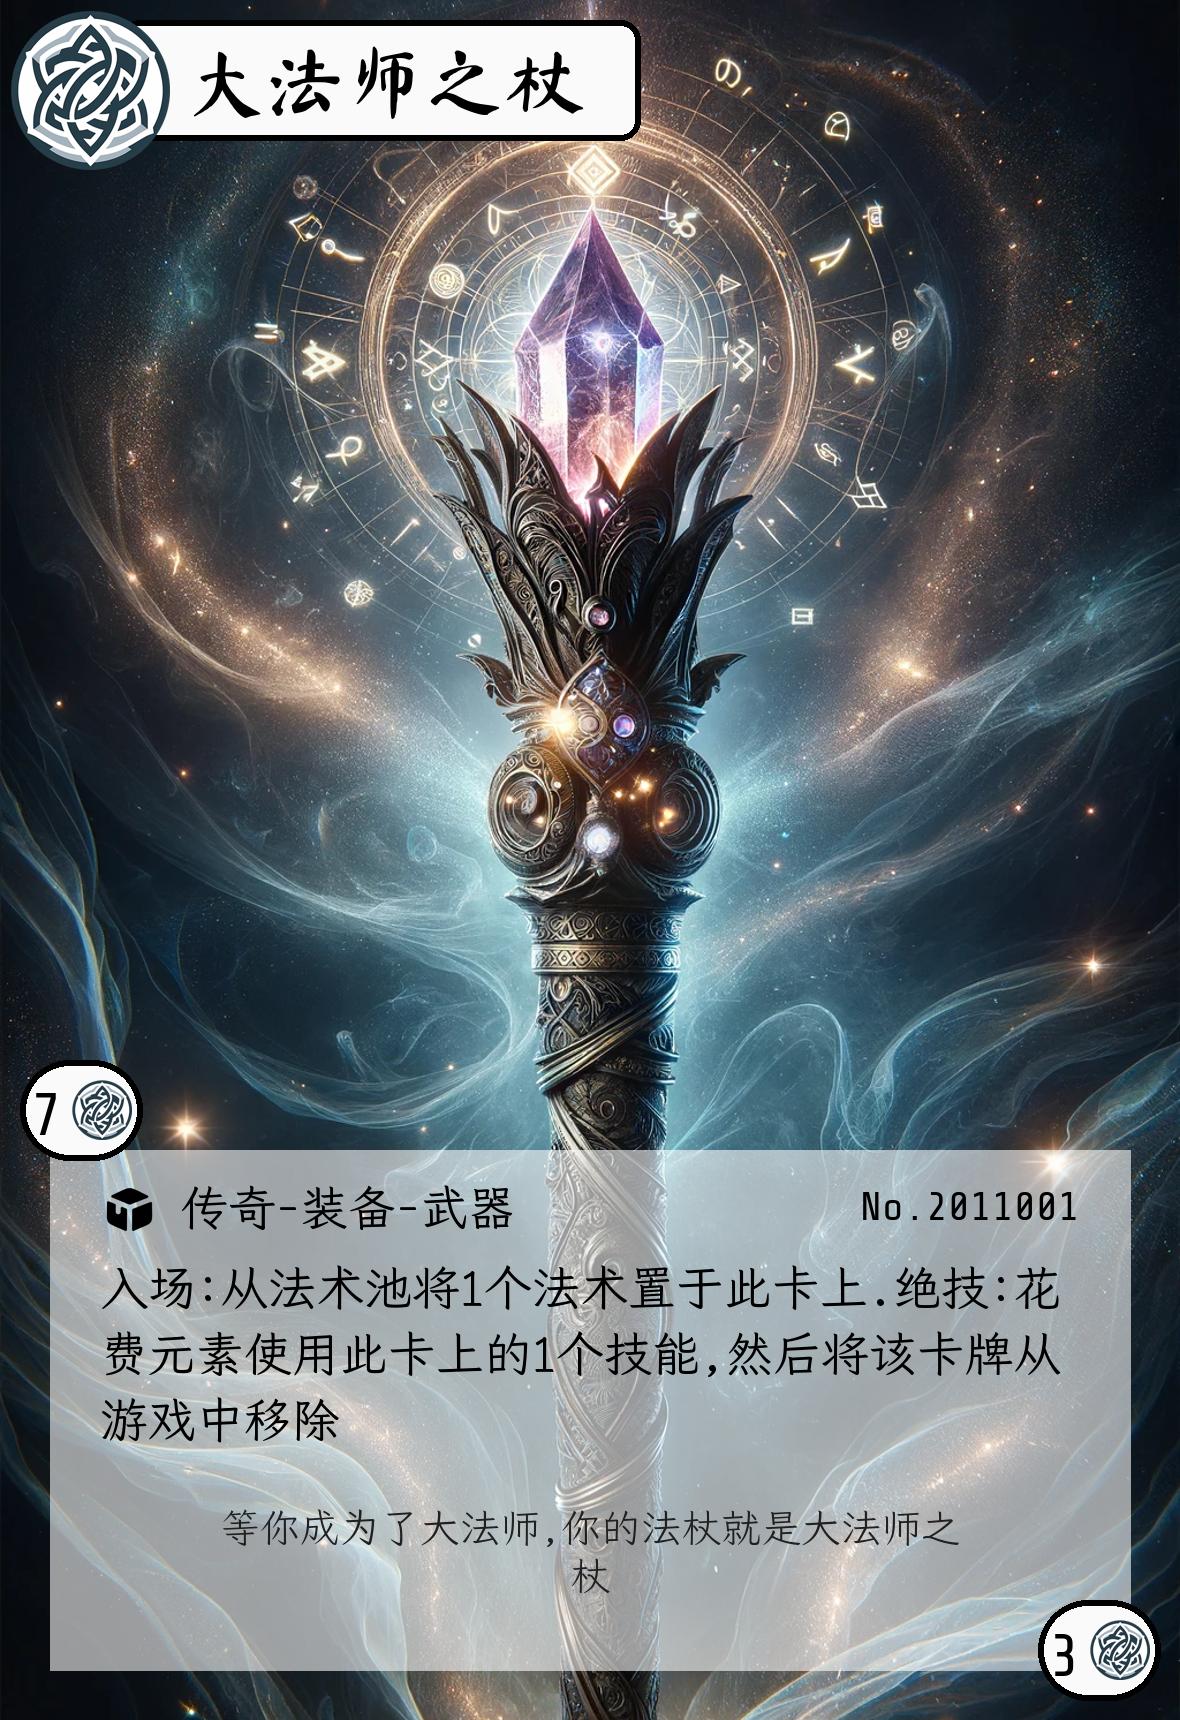 大法师之杖
7
传奇-装备-武器
No.2011001
入场:从法术池将1个法术置于此卡上.绝技:花
费元素使用此卡上的1个技能,然后将该卡牌从
游戏中移除
等你成为了大法师,你的法杖就是大法师之
杖
3